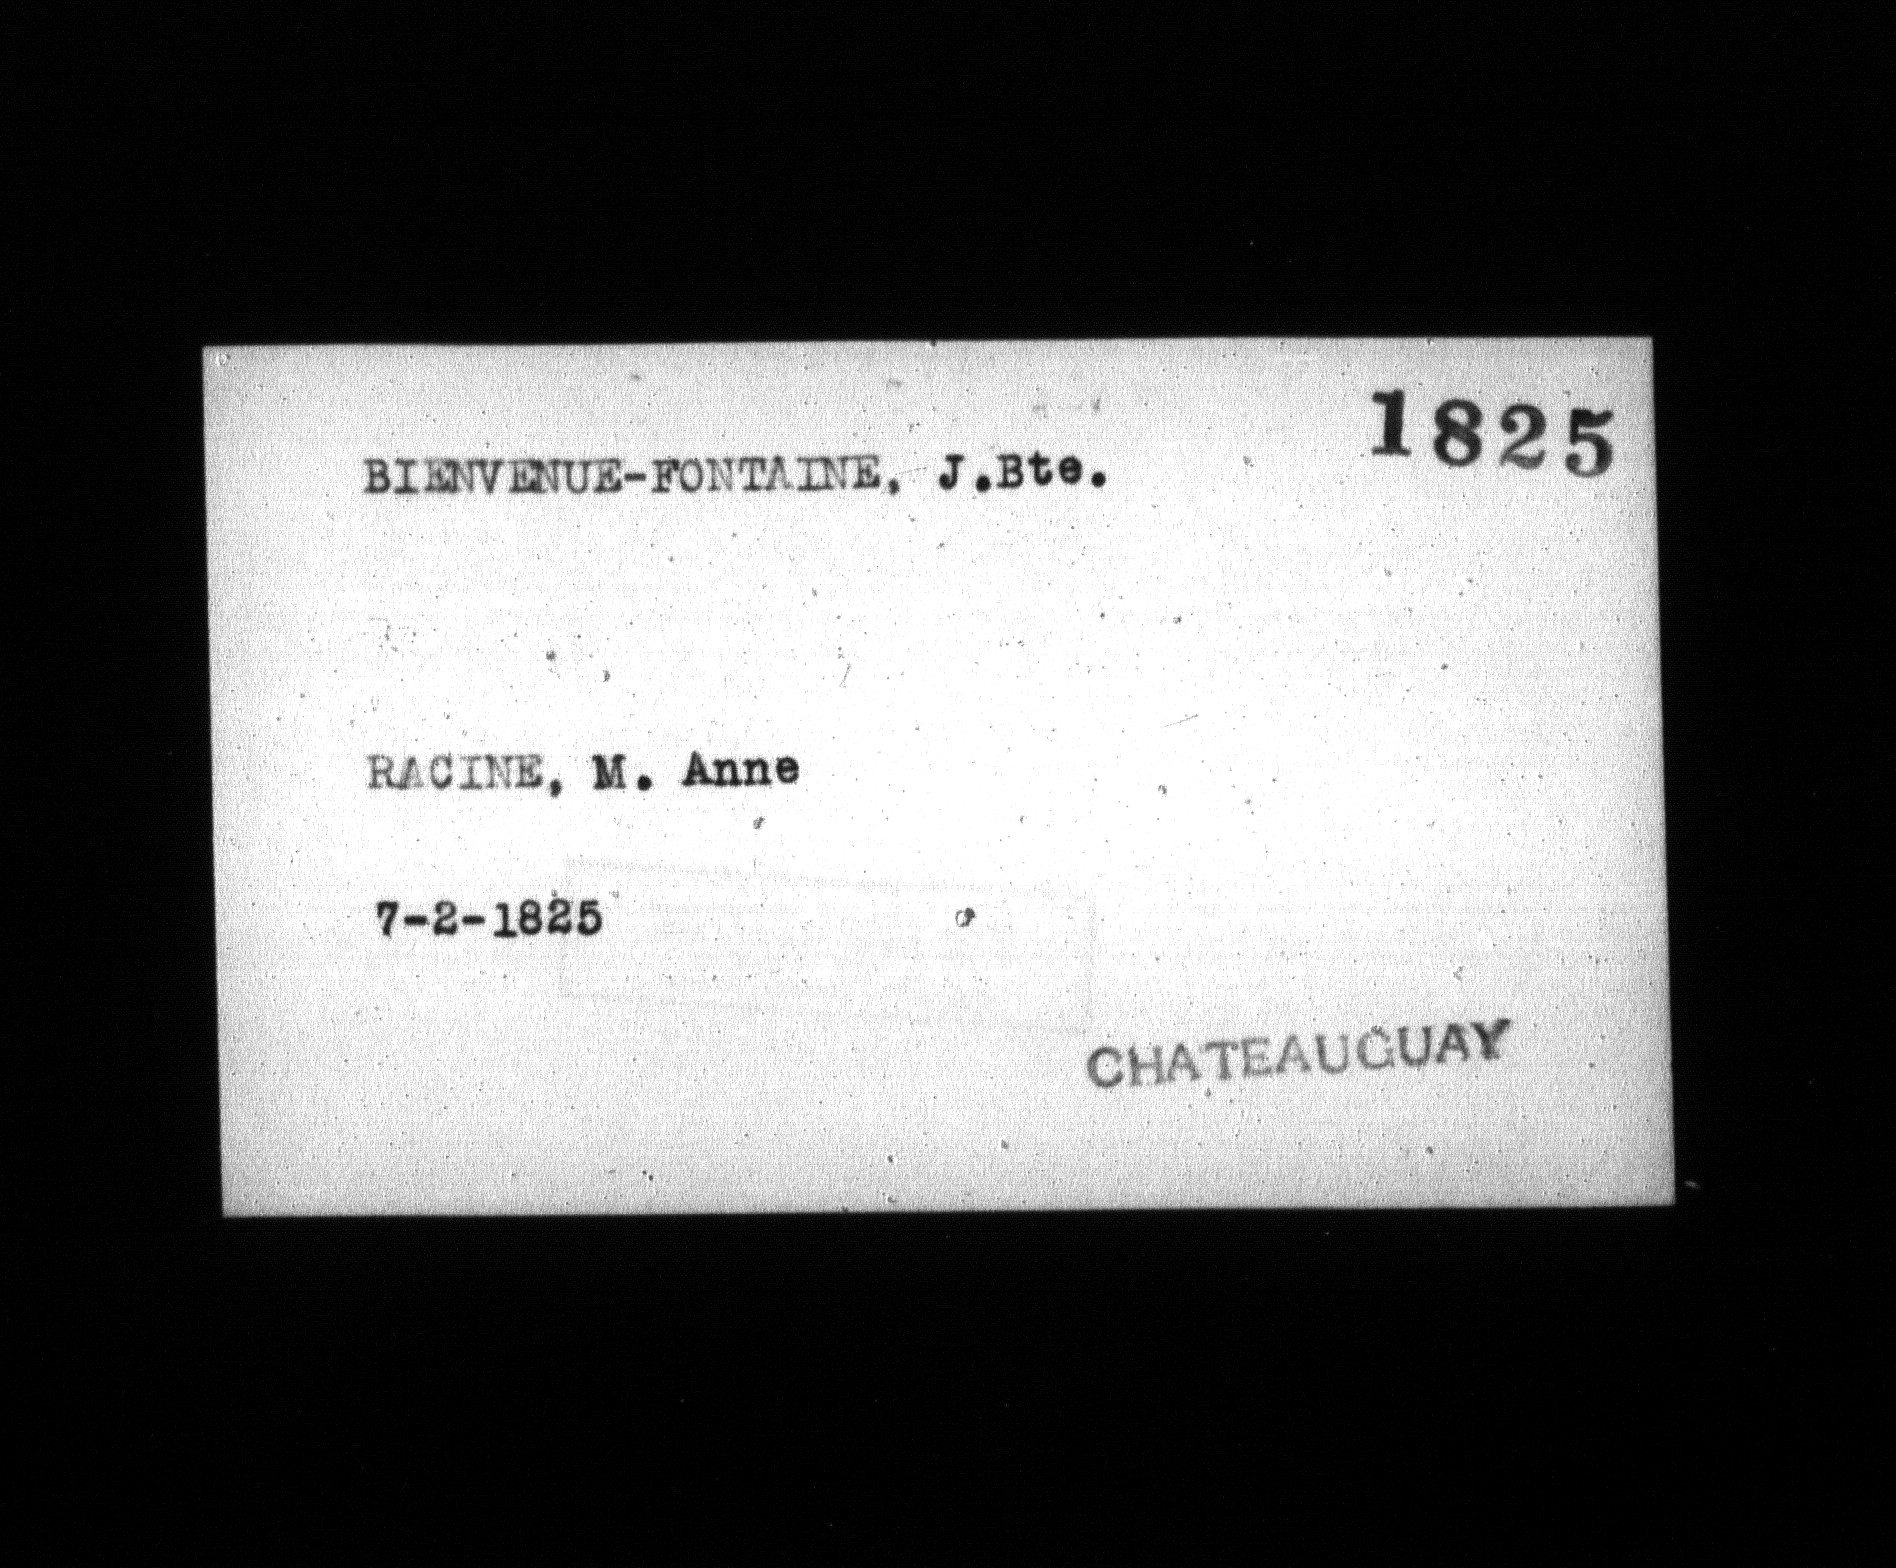 1825
BIENVENUE-FONTAINE, J.Bte.
RACINE, M. Anne
7-2-1825
CHATEAUGUAY